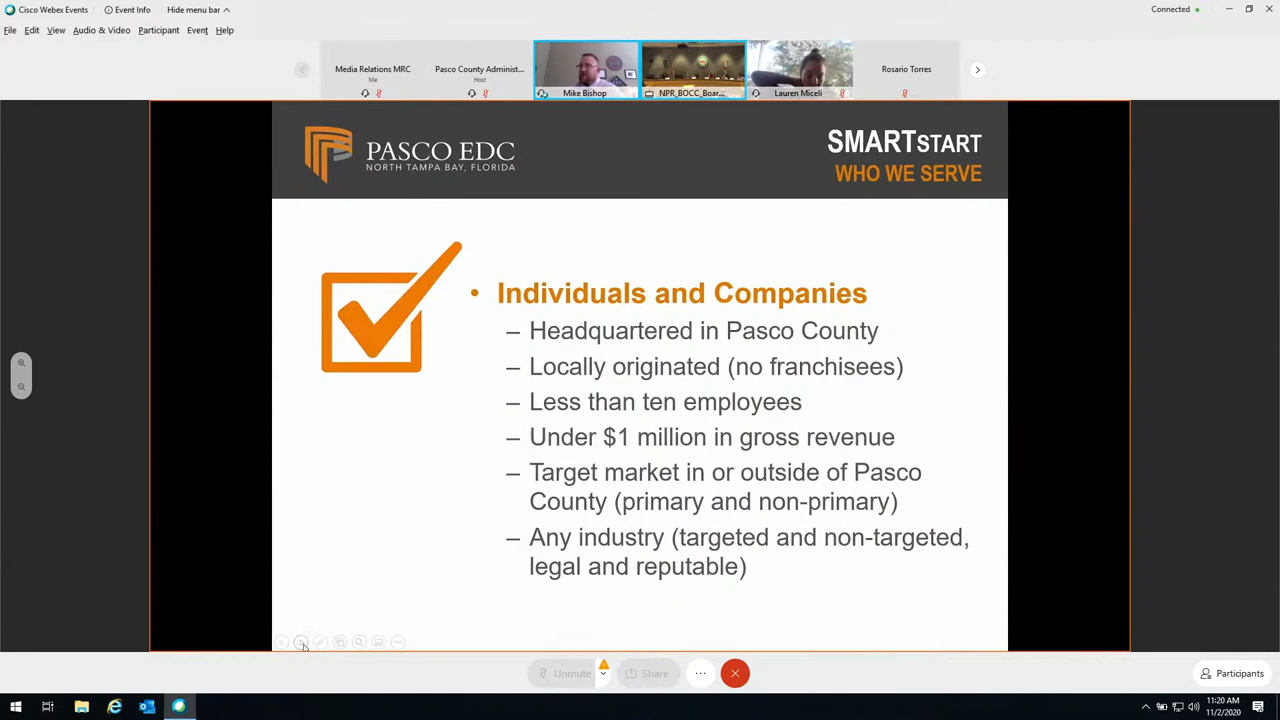 Cisco Webex Events
Event Info
Hide menu bar
Connected
File Edit View Audio & Video Participant Event Help
Media Relations MRC
Me
Pasco County Administ...
Host
Mike Bishop
NPR_BOCC_Boar...
Lauren Miceli
Rosario Torres
PASCO EDC
NORTH TAMPA BAY, FLORIDA
SMARTSTART
WHO WE SERVE
• Individuals and Companies
– Headquartered in Pasco County
– Locally originated (no franchisees)
– Less than ten employees
– Under $1 million in gross revenue
– Target market in or outside of Pasco
County (primary and non-primary)
– Any industry (targeted and non-targeted,
legal and reputable)
Unmute
Share
Participants
11:20 AM
11/2/2020